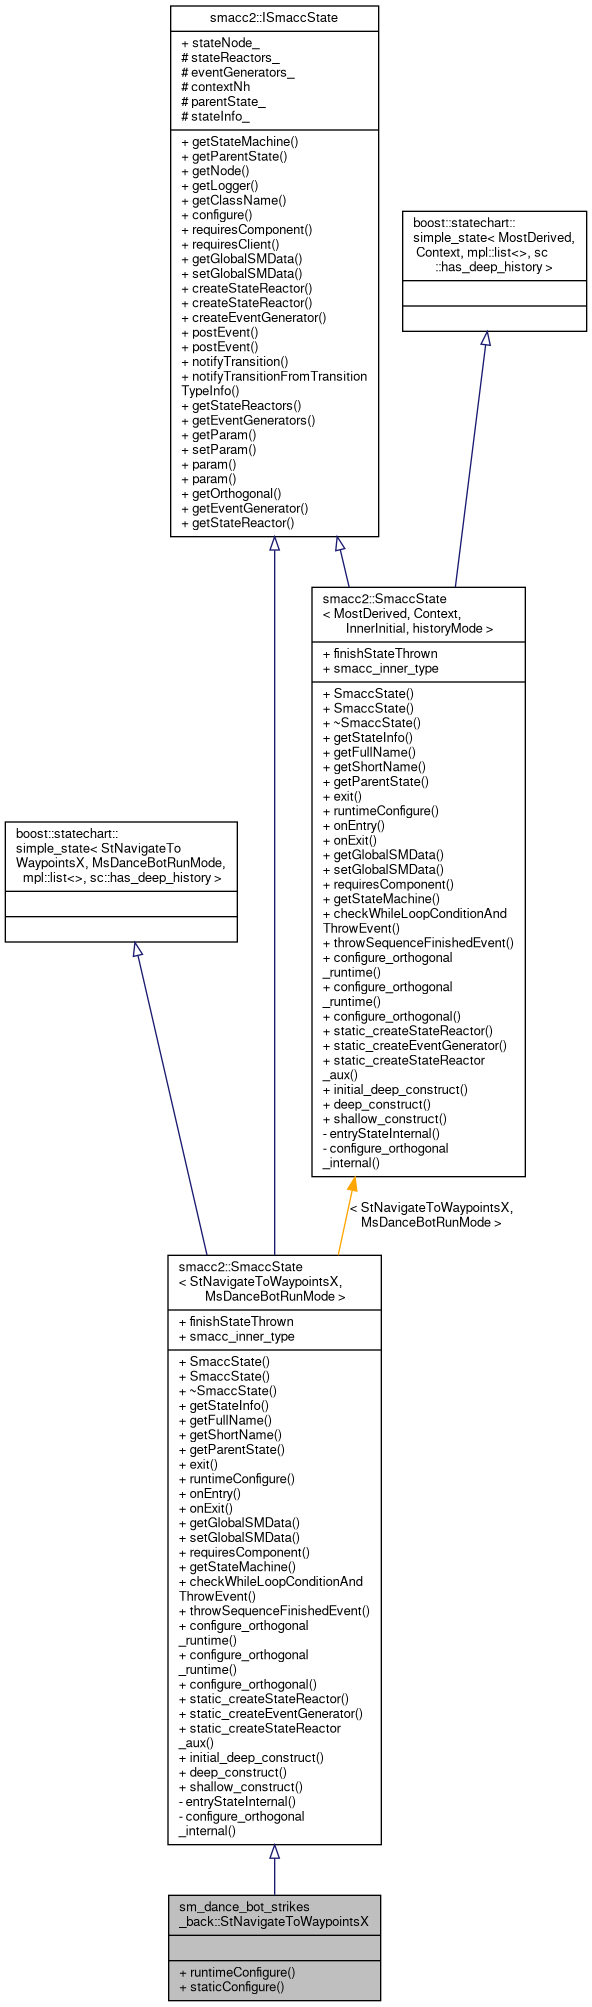 smacc2::ISmaccState
+ stateNode_
# stateReactors_
# eventGenerators_
# contextNh
# parentState_
# stateInfo_
+ getStateMachine()
+ getParentState()
+ getNode()
+ getLogger()
+ getClassName()
+ configure()
+ requiresComponent()
+ requiresClient()
+ getGlobalSMData()
+ setGlobalSMData()
+ createStateReactor()
+ createStateReactor()
+ createEventGenerator()
+ postEvent()
+ postEvent()
+ notifyTransition()
+ notifyTransitionFromTransition
TypeInfo()
+ getStateReactors()
+ getEventGenerators()
+ getParam()
+ setParam()
+ param()
+ param()
+ getOrthogonal()
+ getEventGenerator()
+ getStateReactor()
boost::statechart::
simple_state< MostDerived,
Context, mpl::list<>, sc
::has_deep_history >
smacc2::SmaccState
< MostDerived, Context,
InnerInitial, historyMode >
+ finishStateThrown
+ smacc_inner_type
+ SmaccState()
+ SmaccState()
+ ~SmaccState()
+ getStateInfo()
+ getFullName()
+ getShortName()
+ getParentState()
+ exit()
+ runtimeConfigure()
+ onEntry()
+ onExit()
+ getGlobalSMData()
+ setGlobalSMData()
+ requiresComponent()
+ getStateMachine()
+ checkWhileLoopConditionAnd
ThrowEvent()
+ throwSequenceFinishedEvent()
+ configure_orthogonal
_runtime()
+ configure_orthogonal
_runtime()
+ configure_orthogonal()
+ static_createStateReactor()
+ static_createEventGenerator()
+ static_createStateReactor
_aux()
+ initial_deep_construct()
+ deep_construct()
+ shallow_construct()
- entryStateInternal()
- configure_orthogonal
_internal()
boost::statechart::
simple_state< StNavigateTo
WaypointsX, MsDanceBotRunMode,
mpl::list<>, sc::has_deep_history >
< StNavigateToWaypointsX,
MsDanceBotRunMode >
smacc2::SmaccState
< StNavigateToWaypointsX,
MsDanceBotRunMode >
+ finishStateThrown
+ smacc_inner_type
+ SmaccState()
+ SmaccState()
+ ~SmaccState()
+ getStateInfo()
+ getFullName()
+ getShortName()
+ getParentState()
+ exit()
+ runtimeConfigure()
+ onEntry()
+ onExit()
+ getGlobalSMData()
+ setGlobalSMData()
+ requiresComponent()
+ getStateMachine()
+ checkWhileLoopConditionAnd
ThrowEvent()
+ throwSequenceFinishedEvent()
+ configure_orthogonal
_runtime()
+ configure_orthogonal
_runtime()
+ configure_orthogonal()
+ static_createStateReactor()
+ static_createEventGenerator()
+ static_createStateReactor
_aux()
+ initial_deep_construct()
+ deep_construct()
+ shallow_construct()
- entryStateInternal()
- configure_orthogonal
_internal()
sm_dance_bot_strikes
_back::StNavigateToWaypointsX
+ runtimeConfigure()
+ staticConfigure()